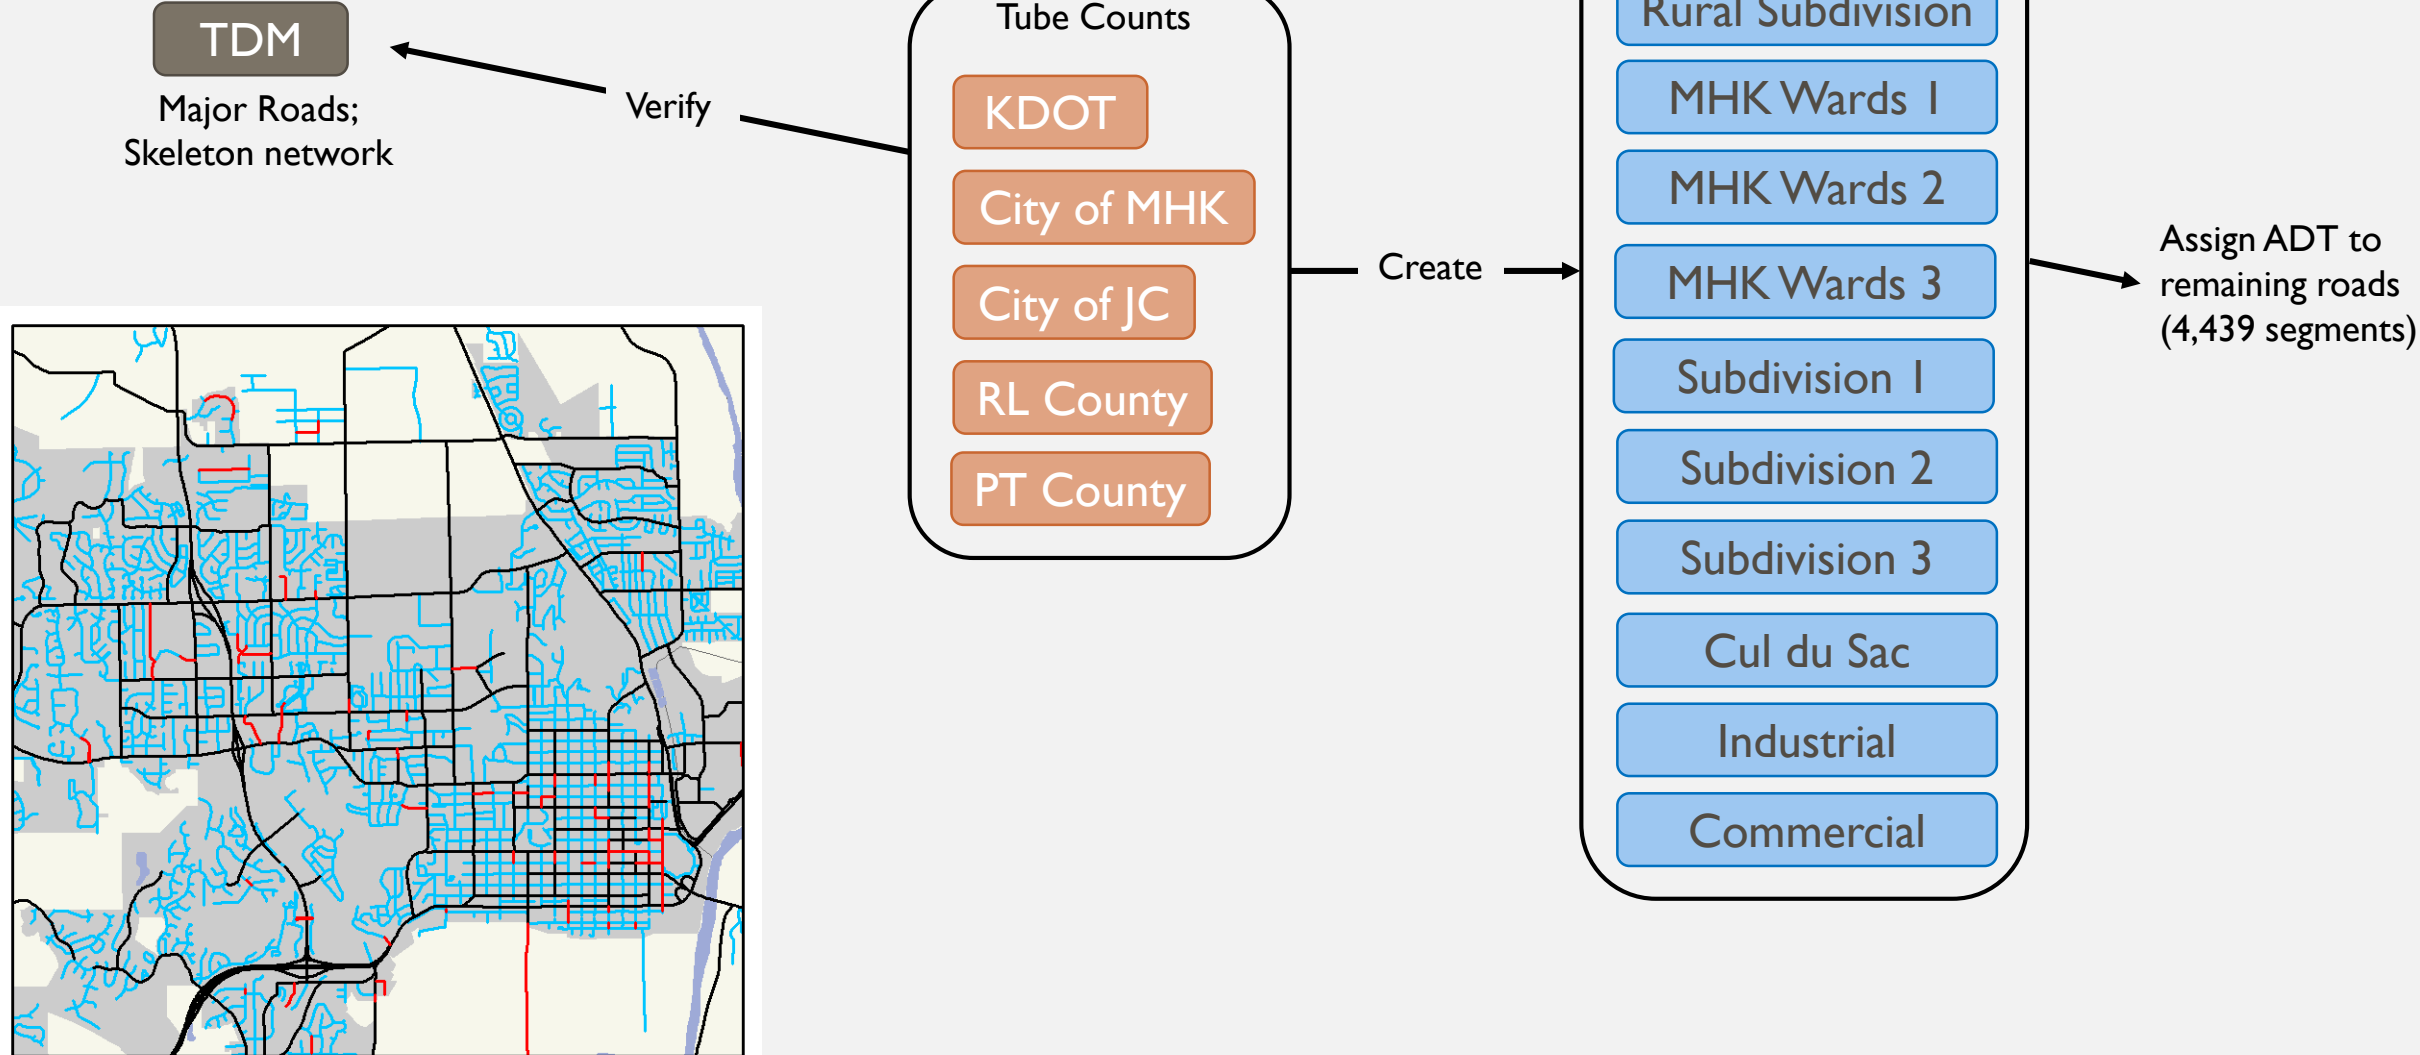 TDM
Major Roads;
Skeleton network
Verify
Tube Counts
KDOT
City of MHK
City of JC
RL County
PT County
Create
Rural Subdivision
MHK Wards 1
MHK Wards 2
MHK Wards 3
Subdivision 1
Subdivision 2
Subdivision 3
Cul du Sac
Industrial
Commercial
Assign ADT to
remaining roads
(4,439 segments)